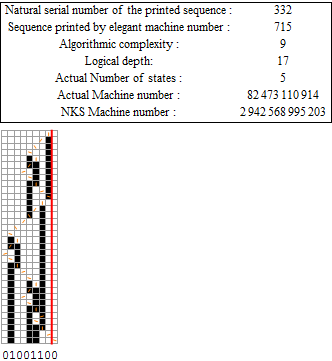 Natural serial number of the printed sequence : 332
Sequence printed by elegant machine number : 715
Algorithmic complexity : 9
Logical depth: 17
Actual Number of states : 5
Actual Machine number : 82 473 110 914
NKS Machine number : 2 942 568 995 203
01001100